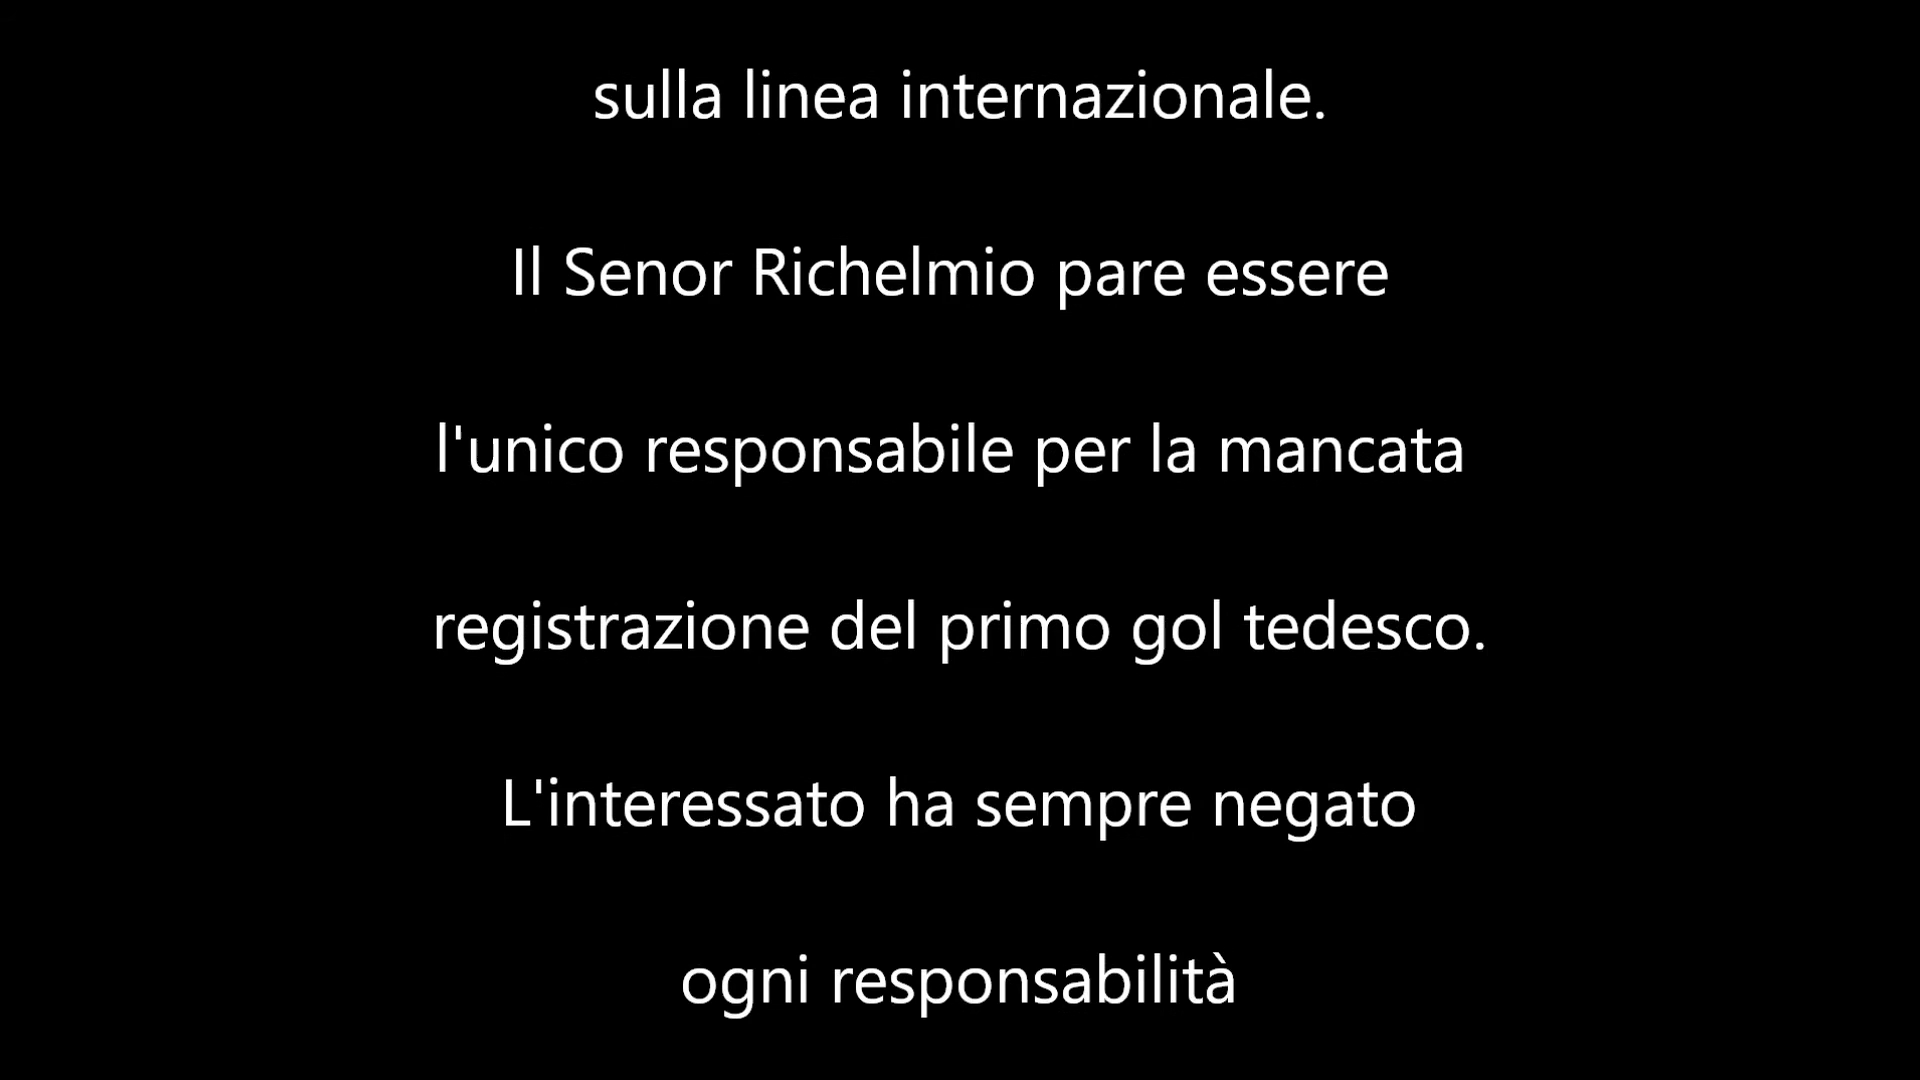 sulla linea internazionale.
Il Senor Richelmio pare essere
l'unico responsabile per la mancata
registrazione del primo gol tedesco.
L'interessato ha sempre negato
ogni responsabilità